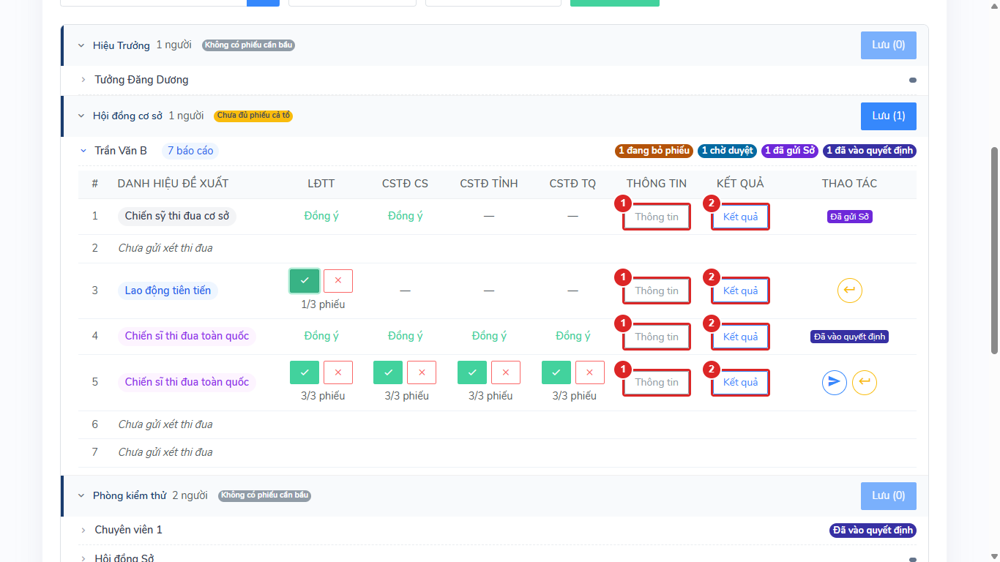 Hiệu Trưởng 1 người Không có phiếu cần bầu Lưu (0)
Tưởng Đăng Dương
Hội đồng cơ sở 1 người Chưa đủ phiếu cả tổ Lưu (1)
Trần Văn B 7 báo cáo 1 đang bỏ phiếu 1 chờ duyệt 1 đã gửi Sở 1 đã vào quyết định
# DANH HIỆU ĐỀ XUẤT LĐTT CSTĐ CS CSTĐ TỈNH CSTĐ TQ THÔNG TIN KẾT QUẢ THAO TÁC
1 Chiến sỹ thi đua cơ sở Đồng ý Đồng ý — — 1 Thông tin 2 Kết quả Đã gửi Sở
2 Chưa gửi xét thi đua
3 Lao động tiên tiến — — — 1 Thông tin 2 Kết quả
1/3 phiếu
4 Chiến sĩ thi đua toàn quốc Đồng ý Đồng ý Đồng ý Đồng ý 1 Thông tin 2 Kết quả Đã vào quyết định
5 Chiến sĩ thi đua toàn quốc 1 Thông tin 2 Kết quả
3/3 phiếu 3/3 phiếu 3/3 phiếu 3/3 phiếu
6 Chưa gửi xét thi đua
7 Chưa gửi xét thi đua
Phòng kiểm thử 2 người Không có phiếu cần bầu Lưu (0)
Chuyên viên 1 Đã vào quyết định
Hội đồng Sở